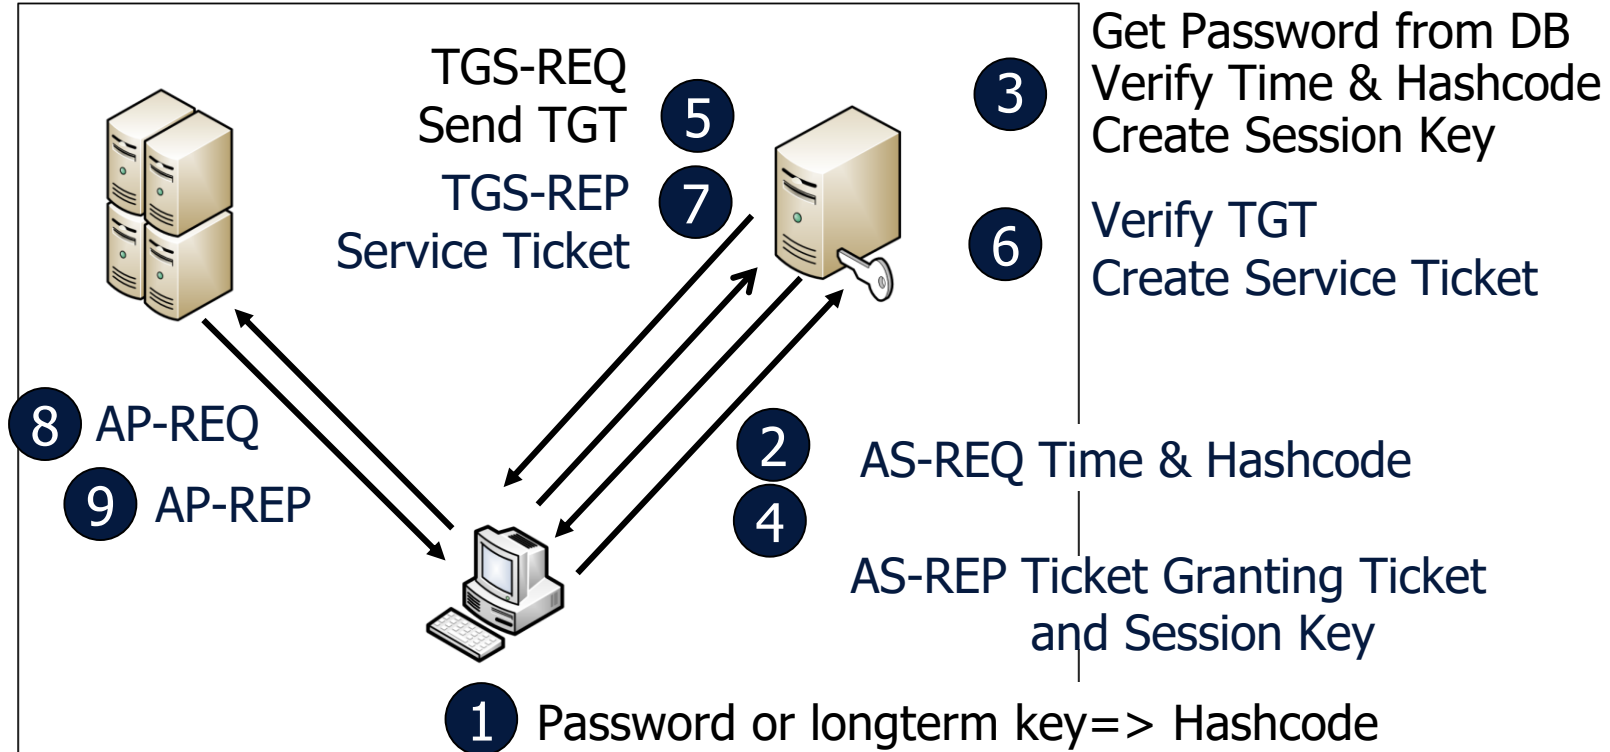 TGS-REQ
Send TGT
5
TGS-REP
Service Ticket
7
3
Get Password from DB
Verify Time & Hashcode
Create Session Key
6
Verify TGT
Create Service Ticket
8 AP-REQ
9 AP-REP
2 AS-REQ Time & Hashcode
4
AS-REP Ticket Granting Ticket
and Session Key
1 Password or longterm key=> Hashcode